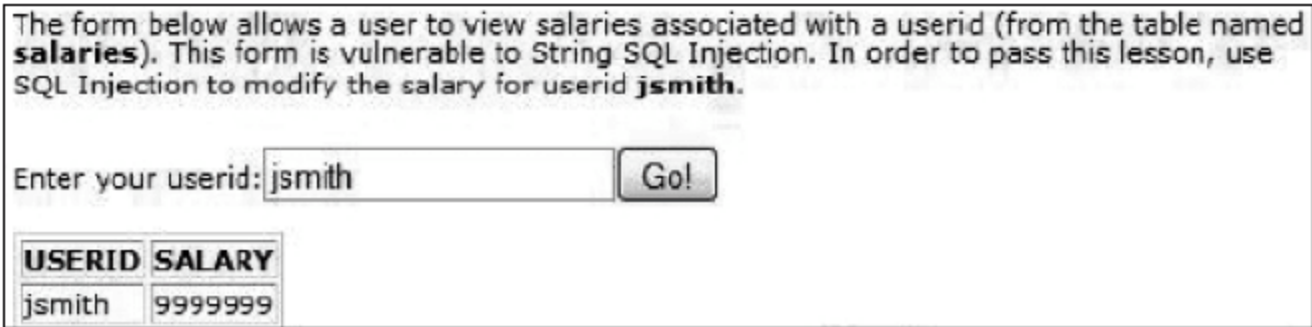 The form below allows a user to view salaries associated with a userid (from the table named
salaries). This form is vulnerable to String SQL Injection. In order to pass this lesson, use
SQL Injection to modify the salary for userid jsmith.
Enter your userid: jsmith Go!
USERID SALARY
jsmith 9999999